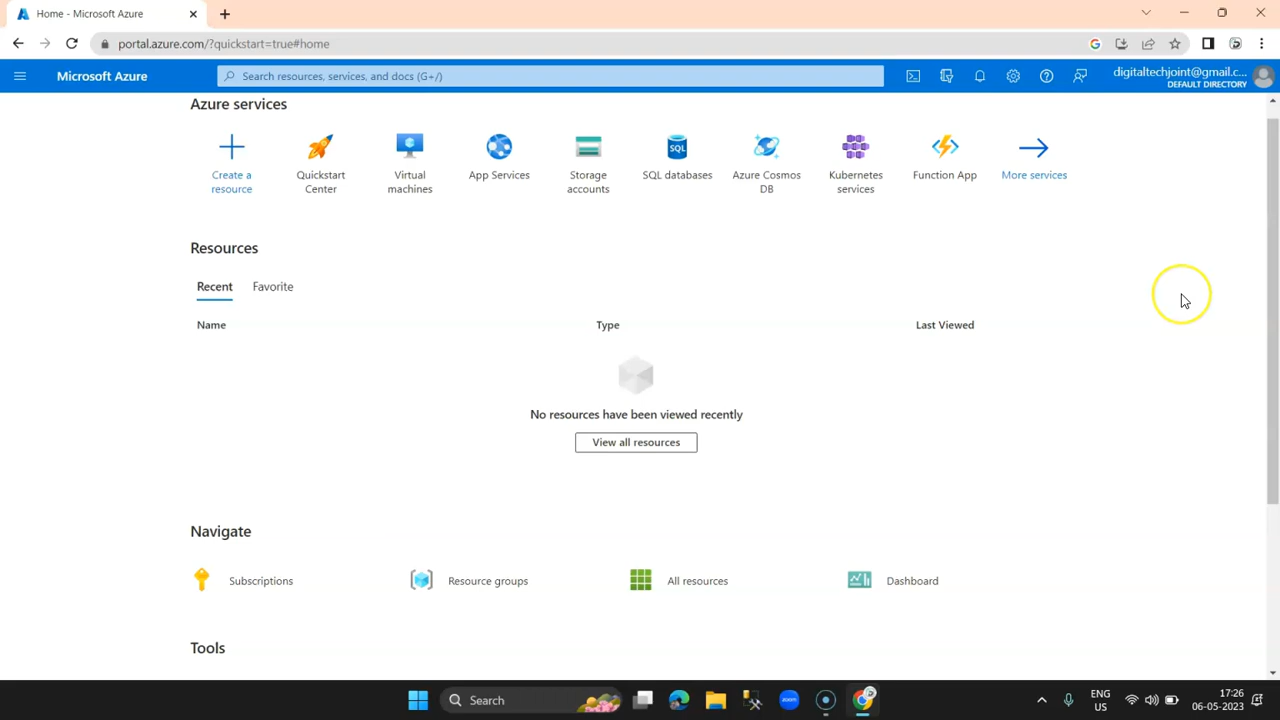 Home - Microsoft Azure
portal.azure.com/?quickstart=true#home
Microsoft Azure
Search resources, services, and docs (G+/)
digitaltechjoint@gmail.c...
DEFAULT DIRECTORY
Azure services
Create a resource
Quickstart Center
Virtual machines
App Services
Storage accounts
SQL
SQL databases
Azure Cosmos DB
Kubernetes services
Function App
More services
Resources
Recent
Favorite
Name
Type
Last Viewed
No resources have been viewed recently
View all resources
Navigate
Subscriptions
Resource groups
All resources
Dashboard
Tools
Search
zoom
ENG
US
17:26
06-05-2023